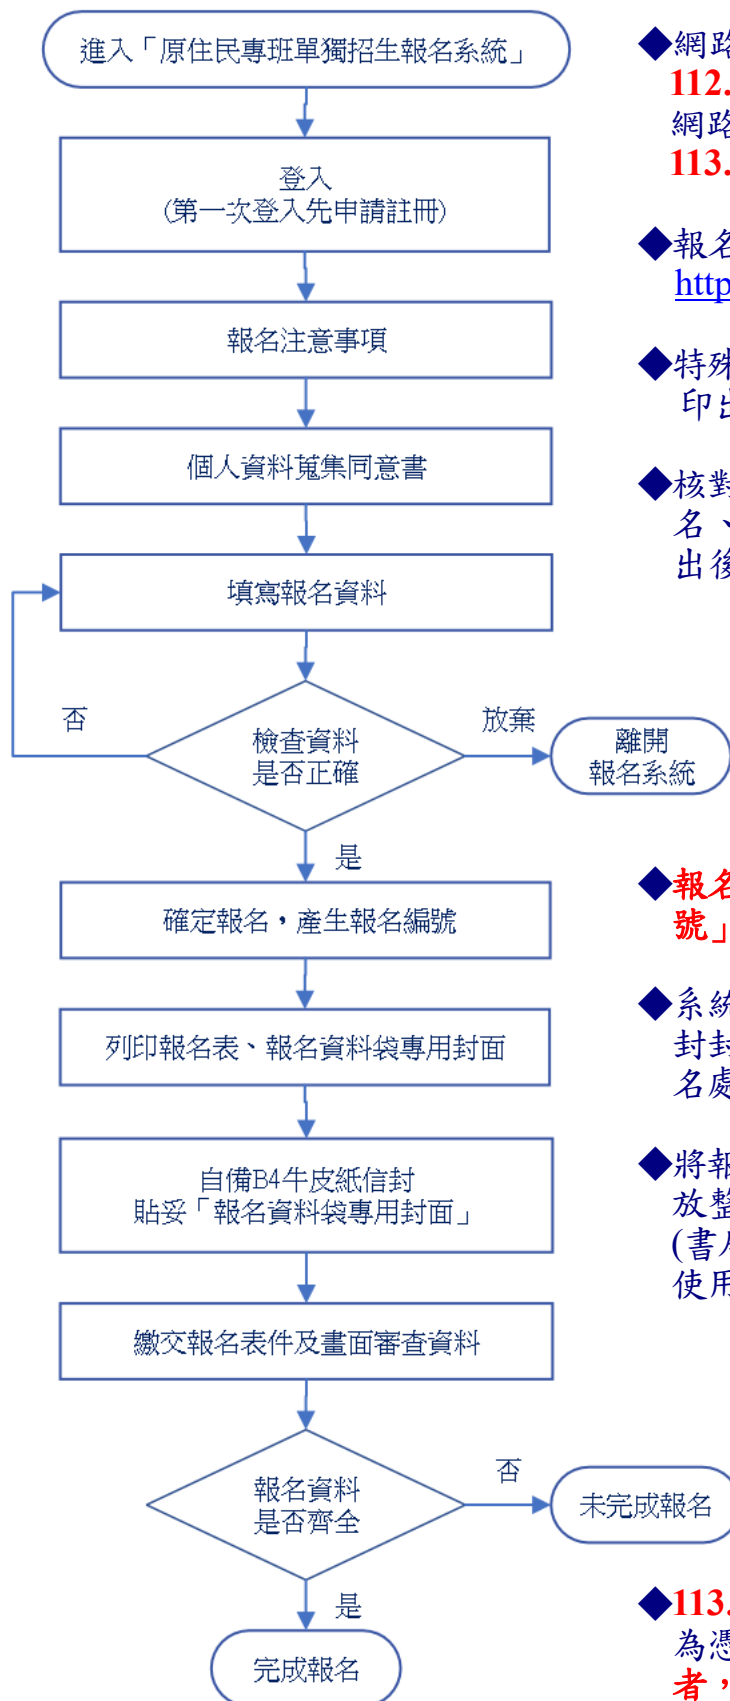 進入「原住民專班單獨招生報名系統」
登入
(第一次登入先申請註冊)
報名注意事項
個人資料蒐集同意書
填寫報名資料
否
檢查資料
是否正確
放棄
離開
報名系統
是
確定報名，產生報名編號
列印報名表、報名資料袋專用封面
自備B4牛皮紙信封
貼妥「報名資料袋專用封面」
繳交報名表件及畫面審查資料
報名資料
是否齊全
否
未完成報名
是
完成報名
◆網路
112.
網路
113.
◆報名
http
◆特殊
印出
◆核對
名、
出後
◆報名
號」
◆系統
封封
名處
◆將報
放整
(書
使用
◆113.
為憑
者，